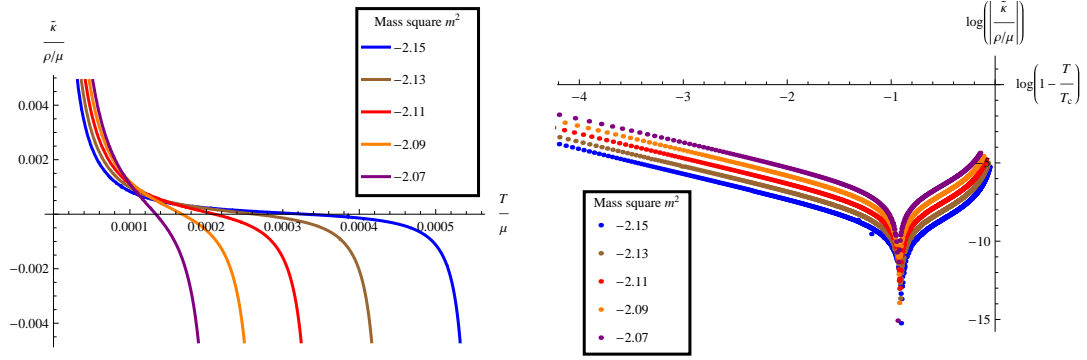 κ̃
ρ/μ
0.004
0.002
−0.002
−0.004
0.0001
0.0002
0.0003
0.0004
0.0005
T
μ
Mass square m²
−2.15
−2.13
−2.11
−2.09
−2.07
log(|κ̃
ρ/μ|)
log(1 − T
T_c)
−4
−3
−2
−1
−10
−15
Mass square m²
−2.15
−2.13
−2.11
−2.09
−2.07